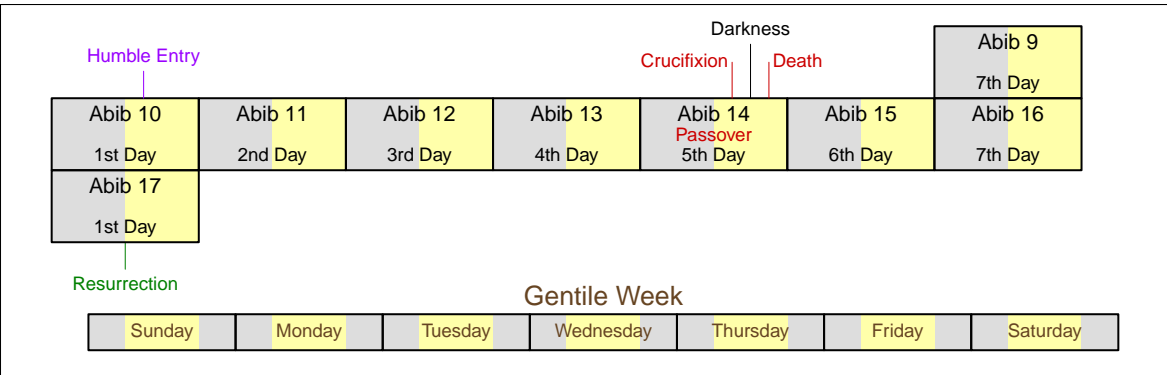 Darkness
Humble Entry
Crucifixion
Death
Abib 9
7th Day
Abib 10
1st Day
Abib 11
2nd Day
Abib 12
3rd Day
Abib 13
4th Day
Abib 14
Passover
5th Day
Abib 15
6th Day
Abib 16
7th Day
Abib 17
1st Day
Resurrection
Gentile Week
Sunday
Monday
Tuesday
Wednesday
Thursday
Friday
Saturday